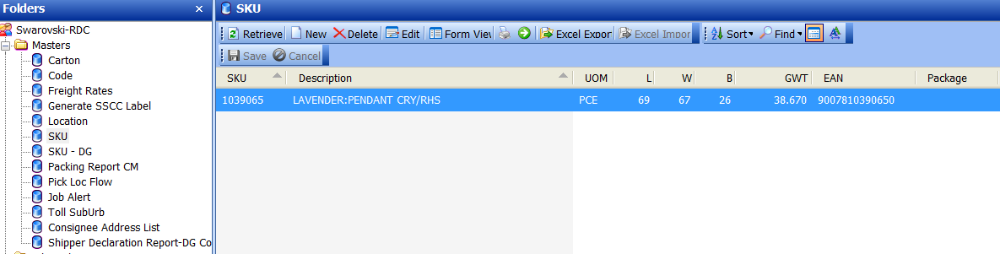 Folders ×
Swarovski-RDC
Masters
Carton
Code
Freight Rates
Generate SSCC Label
Location
SKU
SKU - DG
Packing Report CM
Pick Loc Flow
Job Alert
Toll SubUrb
Consignee Address List
Shipper Declaration Report-DG Co
SKU
Retrieve New Delete Edit Form View Excel Export Excel Impor Sort Find
Save Cancel
SKU Description UOM L W B GWT EAN Package
1039065 LAVENDER:PENDANT CRY/RHS PCE 69 67 26 38.670 9007810390650